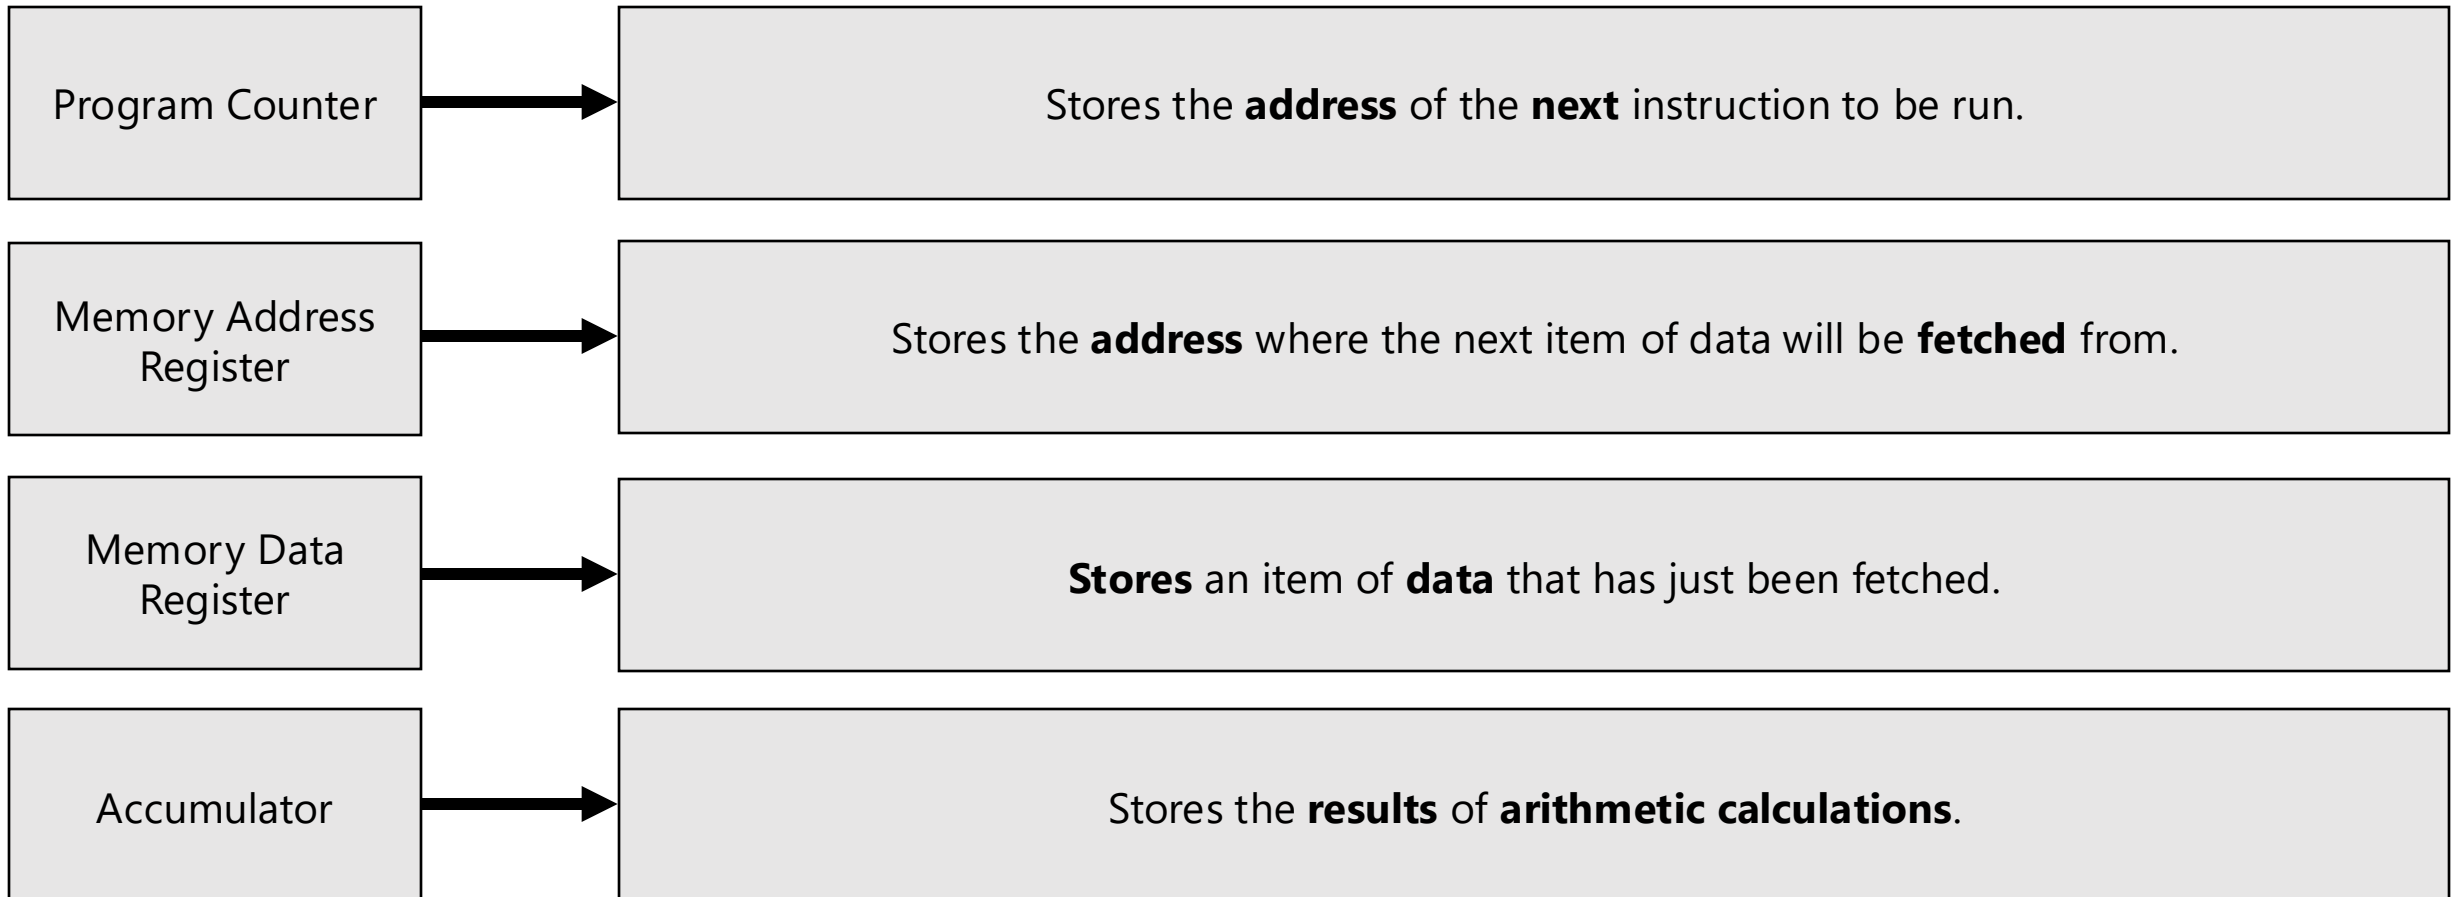 Program Counter
Stores the address of the next instruction to be run.
Memory Address
Register
Stores the address where the next item of data will be fetched from.
Memory Data
Register
Stores an item of data that has just been fetched.
Accumulator
Stores the results of arithmetic calculations.